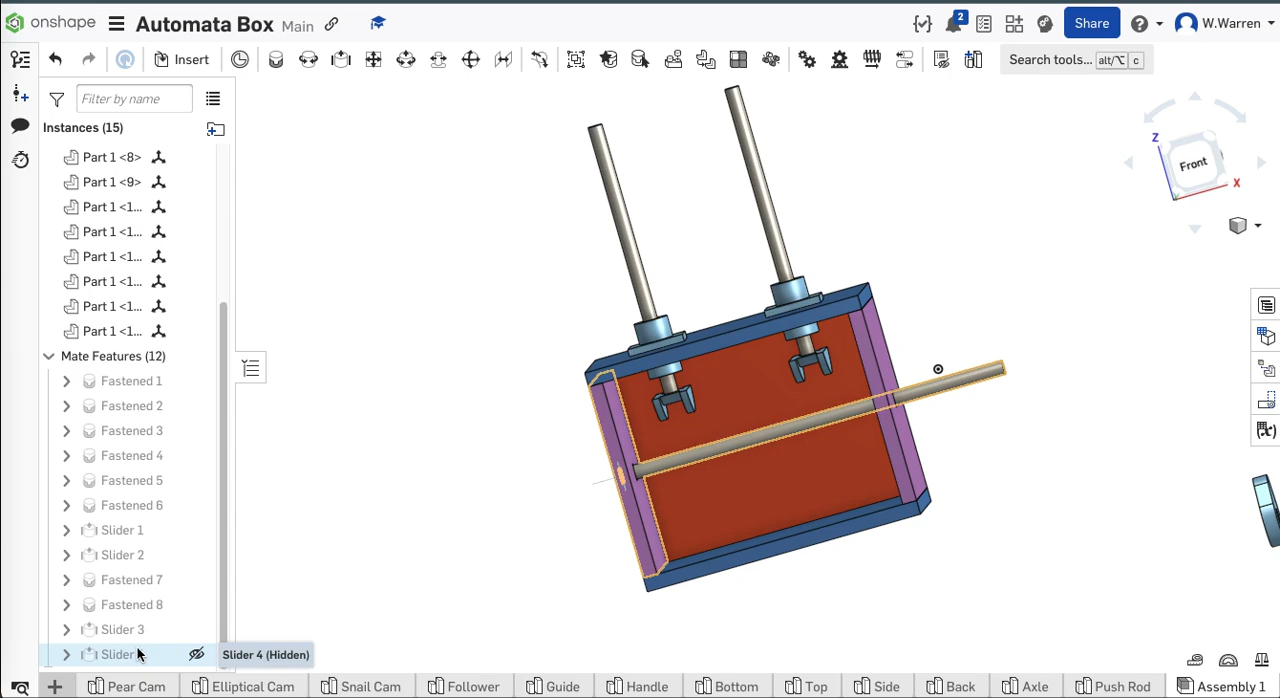 onshape Automata Box Main 2 Share W.Warren
Insert Search tools... alt/⌥ c
Filter by name
Instances (15)
Part 1 <8>
Part 1 <9>
Part 1 <1...
Part 1 <1...
Part 1 <1...
Part 1 <1...
Part 1 <1...
Part 1 <1...
Mate Features (12)
Fastened 1
Fastened 2
Fastened 3
Fastened 4
Fastened 5
Fastened 6
Slider 1
Slider 2
Fastened 7
Fastened 8
Slider 3
Slider
Slider 4 (Hidden)
Z Front X
Pear Cam Elliptical Cam Snail Cam Follower Guide Handle Bottom Top Side Back Axle Push Rod Assembly 1